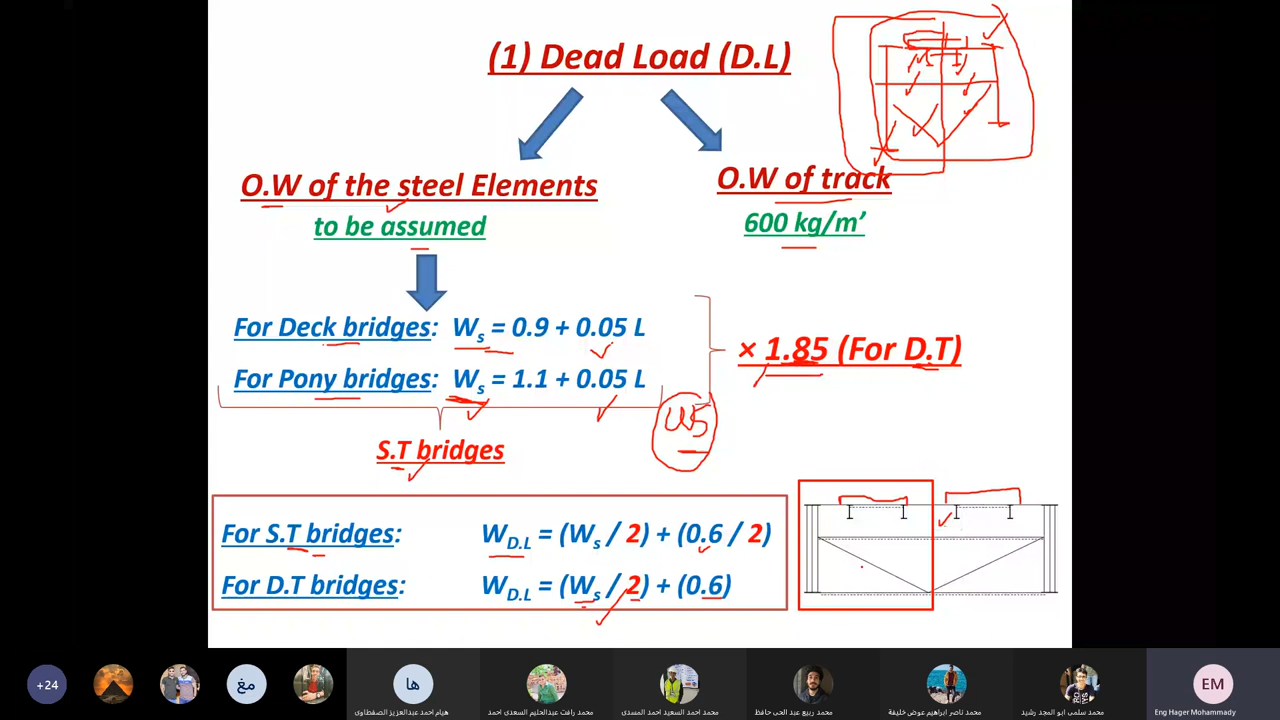 (1) Dead Load (D.L)
O.W of the steel Elements
to be assumed
O.W of track
600 kg/m’
For Deck bridges: Ws = 0.9 + 0.05 L
For Pony bridges: Ws = 1.1 + 0.05 L
× 1.85 (For D.T)
S.T bridges
For S.T bridges: WD.L = (Ws / 2) + (0.6 / 2)
For D.T bridges: WD.L = (Ws / 2) + (0.6)
+24
مغ
ها
هيام احمد عبدالعزيز الصفطاوى
محمد رافت عبدالحليم السعدى احمد
محمد احمد السعيد احمد المسدى
محمد ربيع عبد الحى حافظ
محمد ناصر ابراهيم عوض خليفة
محمد سلمى ابو المجد رشيد
EM
Eng Hager Mohammady